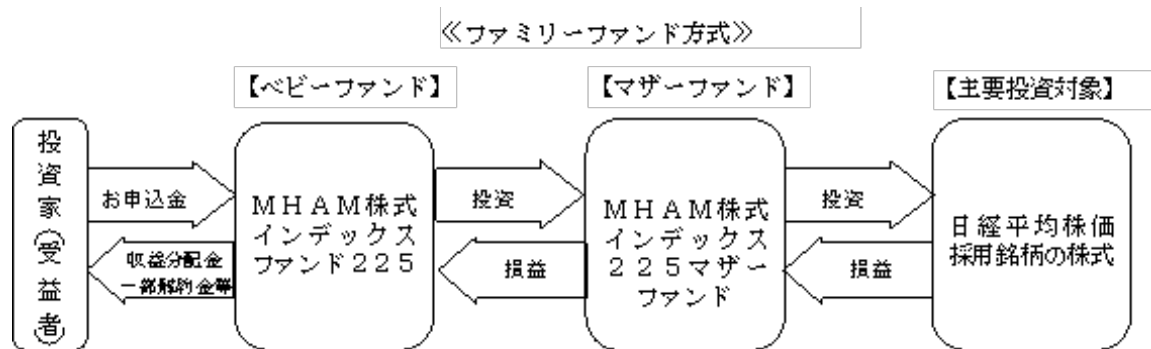 ≪ファミリーファンド方式≫
【ベビーファンド】
【マザーファンド】
【主要投資対象】
投資家(受益者)
お申込金
収益分配金
一部解約金等
MHAM株式
インデックス
ファンド225
投資
損益
MHAM株式
インデックス
225マザー
ファンド
投資
損益
日経平均株価
採用銘柄の株式